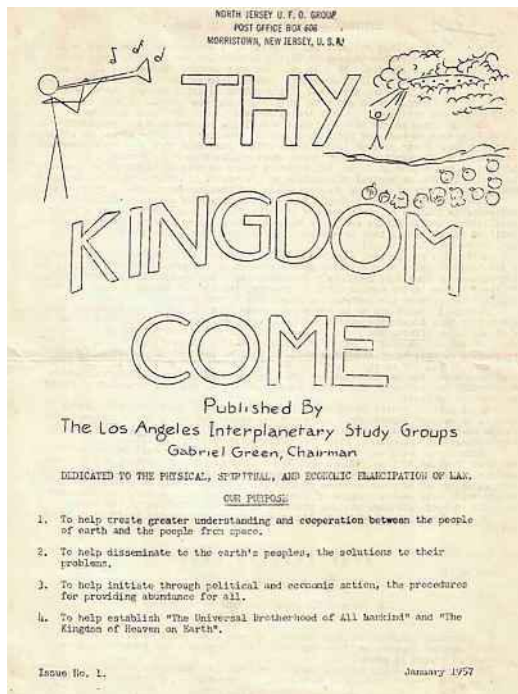 NORTH JERSEY U. F. O. GROUP
POST OFFICE BOX 606
MORRISTOWN, NEW JERSEY, U. S. A.
THY
KINGDOM
COME
Published By
The Los Angeles Interplanetary Study Groups
Gabriel Green, Chairman
DEDICATED TO THE PHYSICAL, SPIRITUAL, AND ECONOMIC EMANCIPATION OF MAN.
OUR PURPOSE
1. To help create greater understanding and cooperation between the people
of earth and the people from space.
2. To help disseminate to the earth's peoples, the solutions to their
problems.
3. To help initiate through political and economic action, the procedures
for providing abundance for all.
4. To help establish "The Universal Brotherhood of All Mankind" and "The
Kingdom of Heaven on Earth".
Issue No. 1.
January 1957